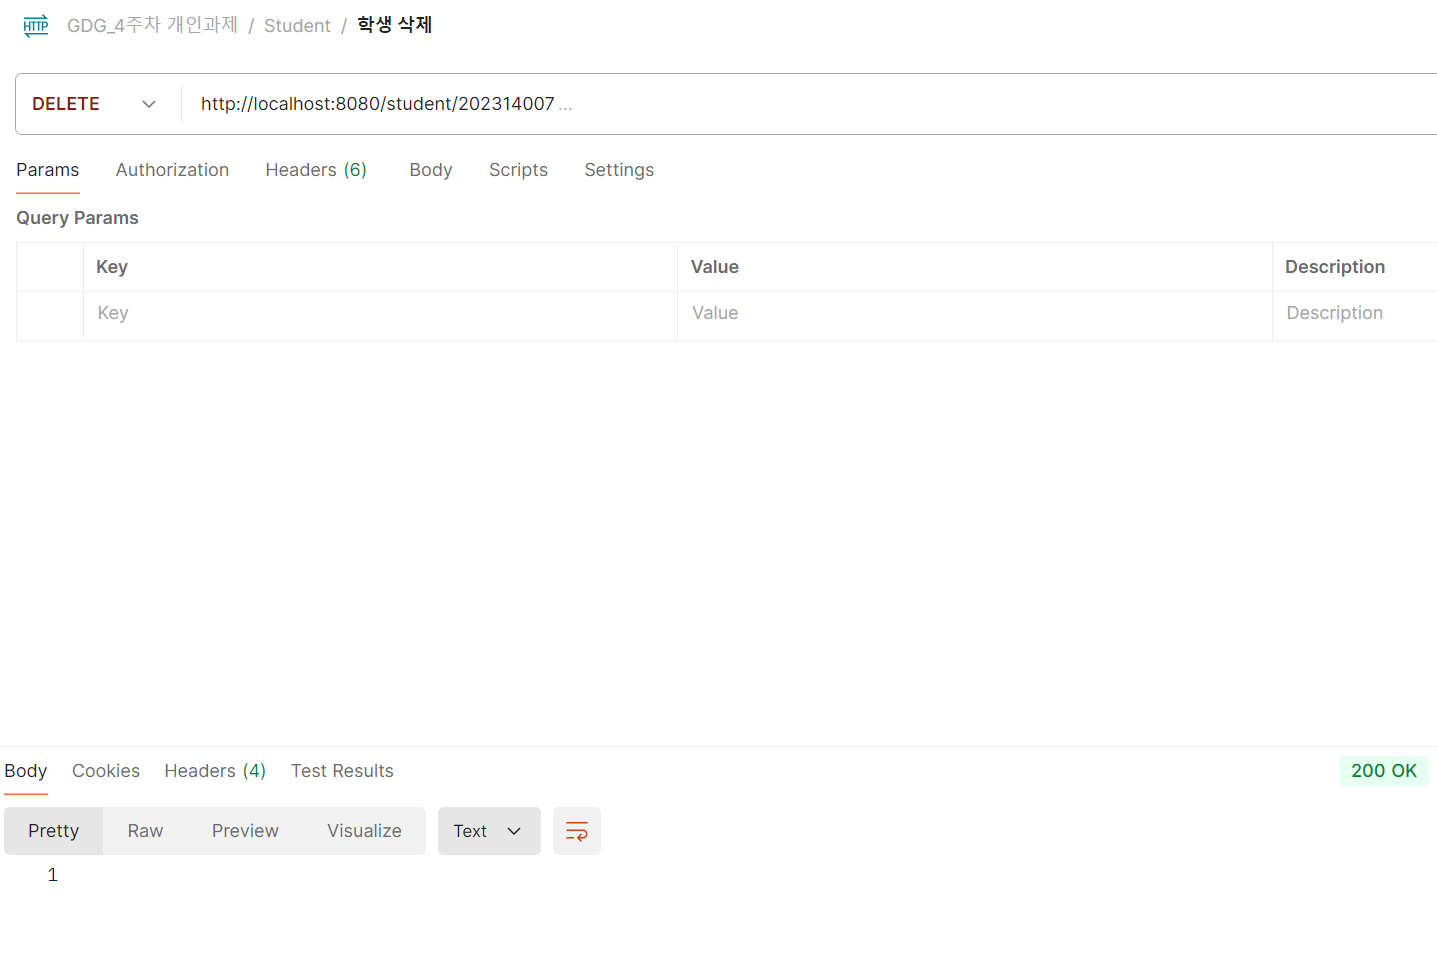 HTTP GDG_4주차 개인과제 / Student / 학생 삭제
DELETE http://localhost:8080/student/202314007 ...
Params Authorization Headers (6) Body Scripts Settings
Query Params
Key Value Description
Key Value Description
Body Cookies Headers (4) Test Results 200 OK
Pretty Raw Preview Visualize Text
1